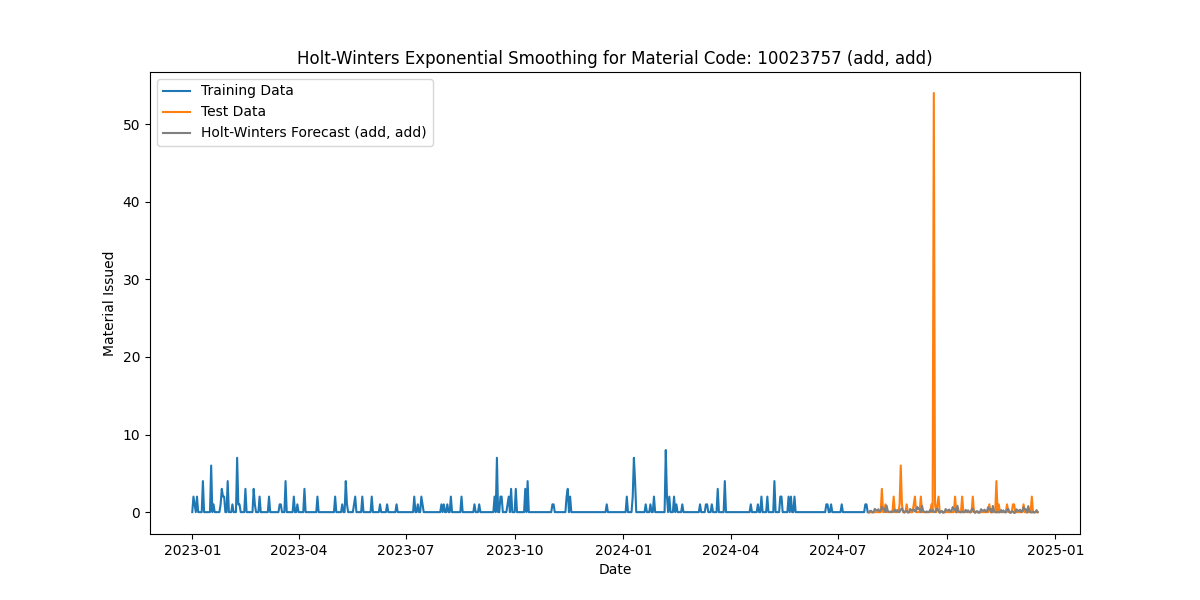 Holt-Winters Exponential Smoothing for Material Code: 10023757 (add, add)
Training Data
Test Data
Holt-Winters Forecast (add, add)
Material Issued
50
40
30
20
10
0
2023-01 2023-04 2023-07 2023-10 2024-01 2024-04 2024-07 2024-10 2025-01
Date